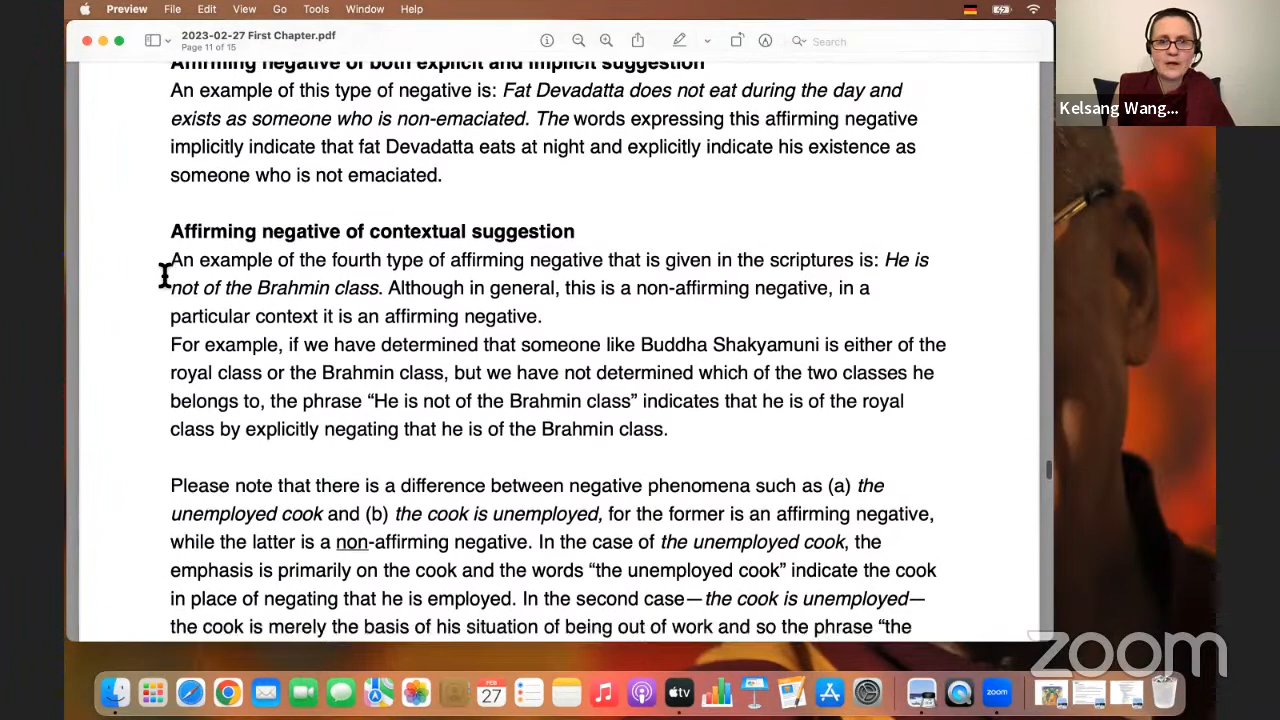 Preview File Edit View Go Tools Window Help
2023-02-27 First Chapter.pdf
Page 11 of 15
Search
Kelsang Wang...
Affirming negative of both explicit and implicit suggestion
An example of this type of negative is: Fat Devadatta does not eat during the day and
exists as someone who is non-emaciated. The words expressing this affirming negative
implicitly indicate that fat Devadatta eats at night and explicitly indicate his existence as
someone who is not emaciated.
Affirming negative of contextual suggestion
An example of the fourth type of affirming negative that is given in the scriptures is: He is
not of the Brahmin class. Although in general, this is a non-affirming negative, in a
particular context it is an affirming negative.
For example, if we have determined that someone like Buddha Shakyamuni is either of the
royal class or the Brahmin class, but we have not determined which of the two classes he
belongs to, the phrase “He is not of the Brahmin class” indicates that he is of the royal
class by explicitly negating that he is of the Brahmin class.
Please note that there is a difference between negative phenomena such as (a) the
unemployed cook and (b) the cook is unemployed, for the former is an affirming negative,
while the latter is a non-affirming negative. In the case of the unemployed cook, the
emphasis is primarily on the cook and the words “the unemployed cook” indicate the cook
in place of negating that he is employed. In the second case—the cook is unemployed—
the cook is merely the basis of his situation of being out of work and so the phrase “the
zoom
FEB
27
tv
zoom